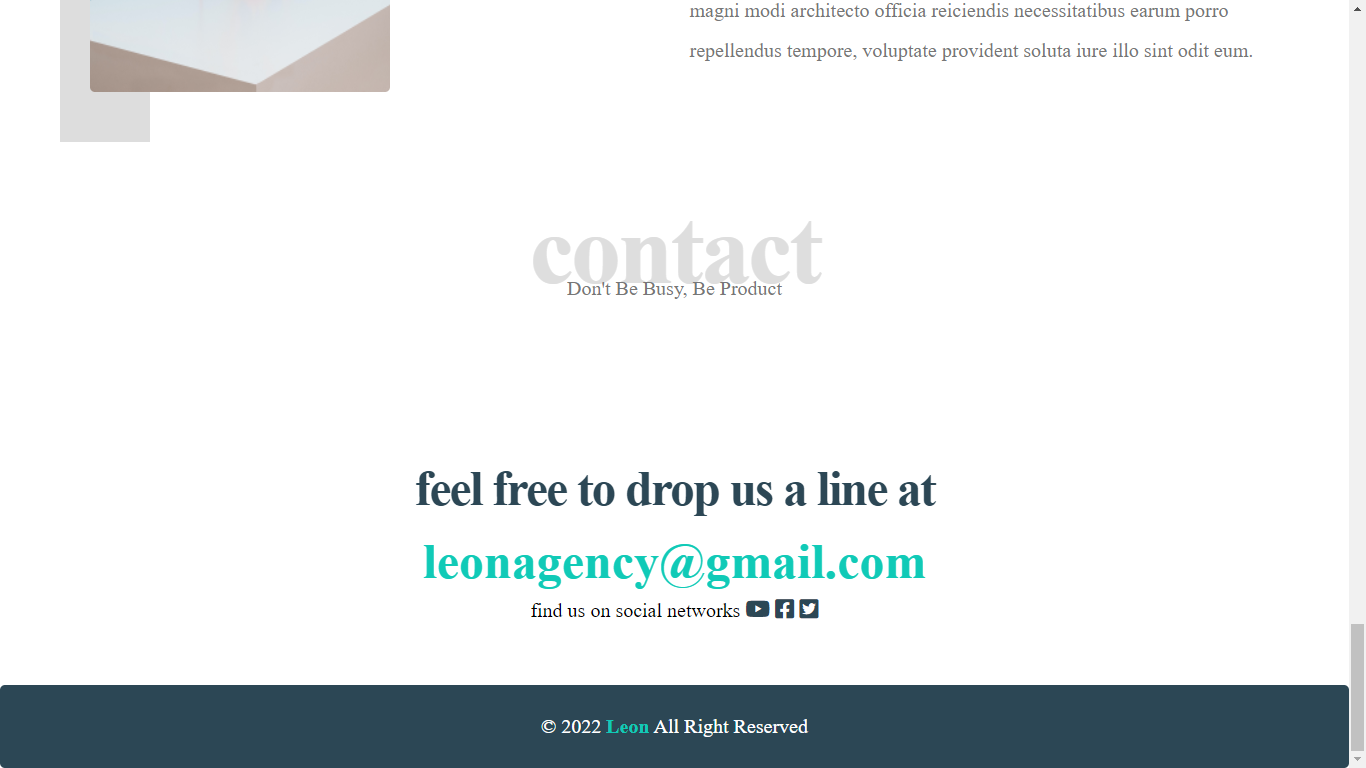 magni modi architecto officia reiciendis necessitatibus earum porro
repellendus tempore, voluptate provident soluta iure illo sint odit eum.
contact
Don't Be Busy, Be Product
feel free to drop us a line at
leonagency@gmail.com
find us on social networks
© 2022 Leon All Right Reserved